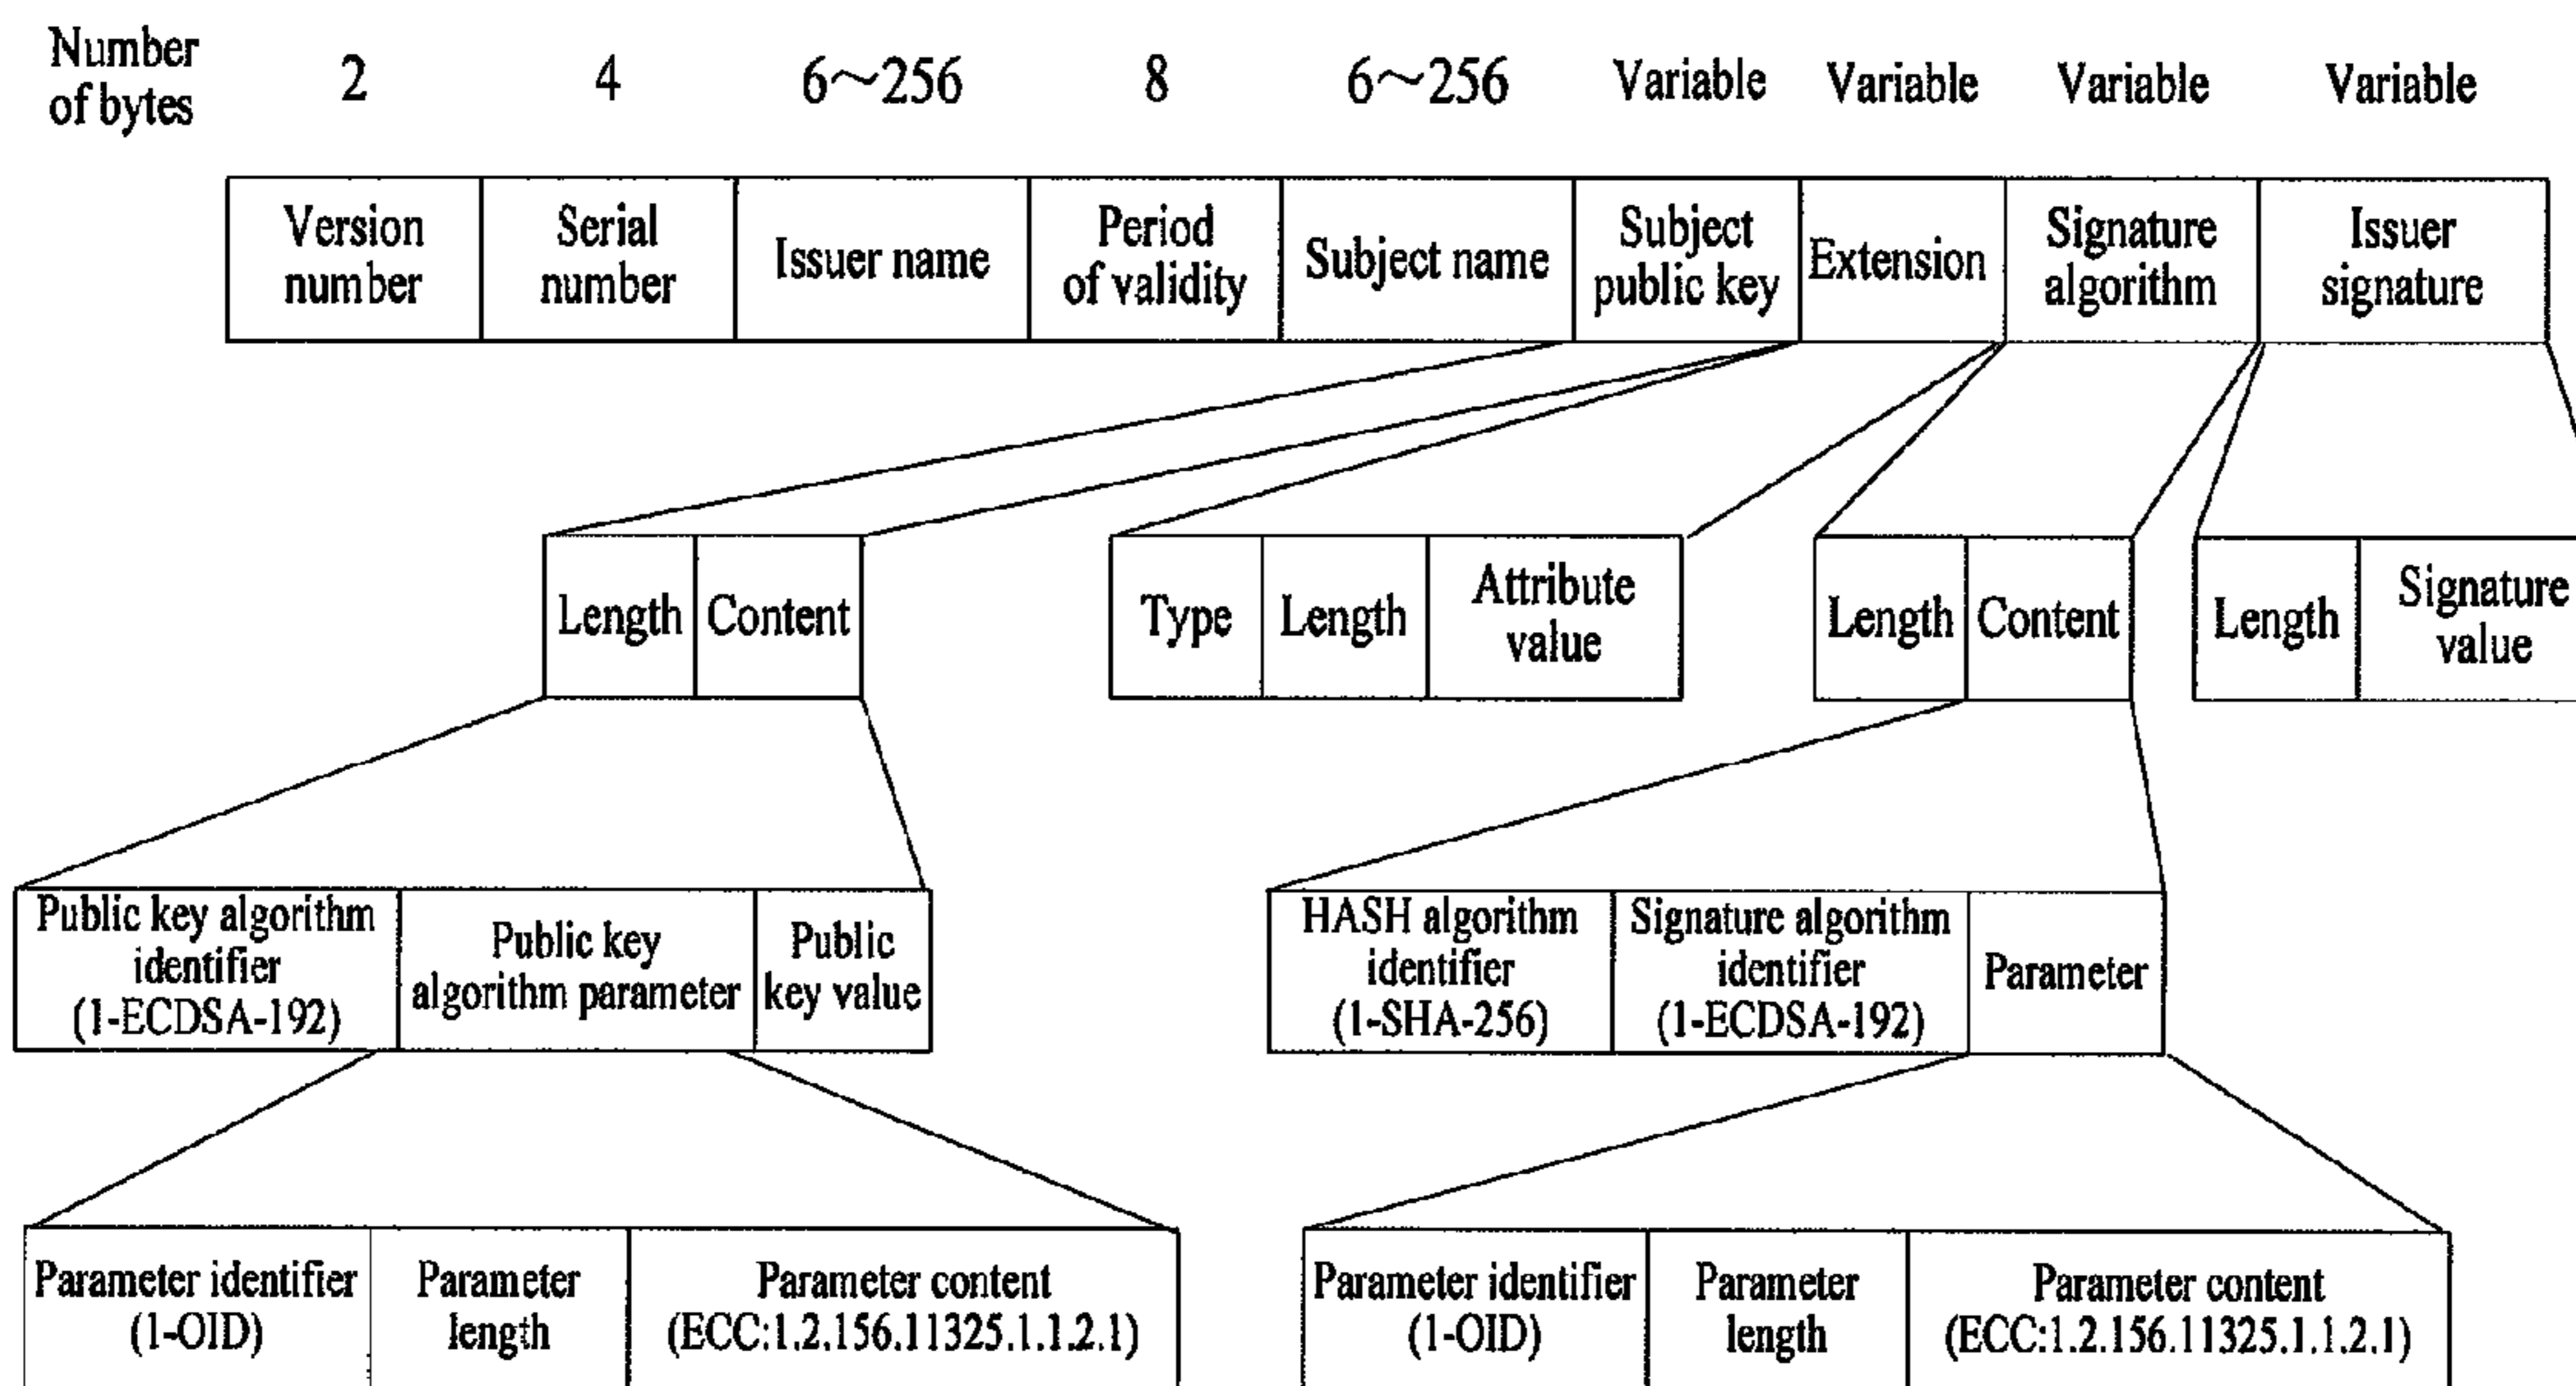 Number
of bytes
2
4
6～256
8
6～256
Variable
Variable
Variable
Variable
Version
number
Serial
number
Issuer name
Period
of validity
Subject name
Subject
public key
Extension
Signature
algorithm
Issuer
signature
Length
Content
Type
Length
Attribute
value
Length
Content
Length
Signature
value
Public key algorithm
identifier
(1-ECDSA-192)
Public key
algorithm parameter
Public
key value
HASH algorithm
identifier
(1-SHA-256)
Signature algorithm
identifier
(1-ECDSA-192)
Parameter
Parameter identifier
(1-OID)
Parameter
length
Parameter content
(ECC:1.2.156.11325.1.1.2.1)
Parameter identifier
(1-OID)
Parameter
length
Parameter content
(ECC:1.2.156.11325.1.1.2.1)